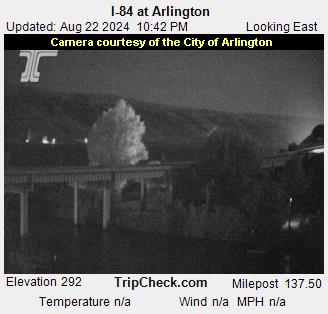 I-84 at Arlington
Updated: Aug 22 2024 10:42 PM Looking East
Camera courtesy of the City of Arlington
Elevation 292 TripCheck.com Milepost 137.50
Temperature n/a Wind n/a MPH n/a